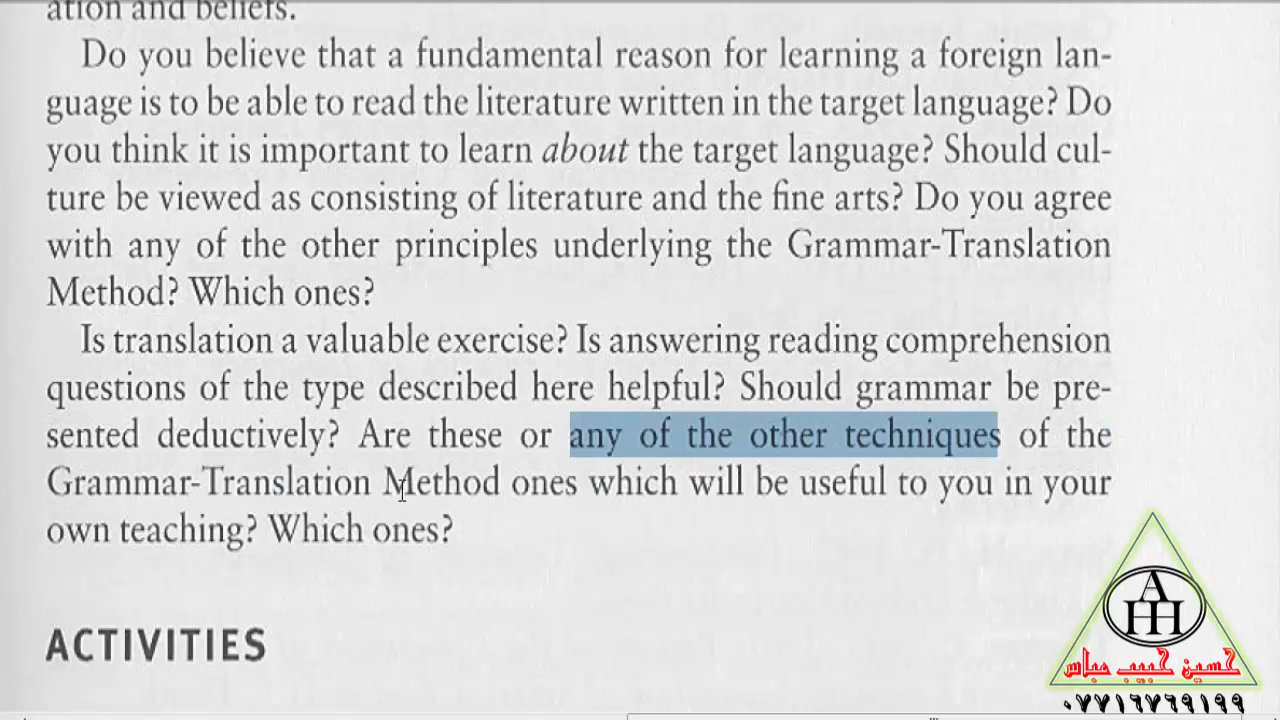 ation and beliefs.
Do you believe that a fundamental reason for learning a foreign lan-
guage is to be able to read the literature written in the target language? Do
you think it is important to learn about the target language? Should cul-
ture be viewed as consisting of literature and the fine arts? Do you agree
with any of the other principles underlying the Grammar-Translation
Method? Which ones?
Is translation a valuable exercise? Is answering reading comprehension
questions of the type described here helpful? Should grammar be pre-
sented deductively? Are these or any of the other techniques of the
Grammar-Translation Method ones which will be useful to you in your
own teaching? Which ones?
ACTIVITIES
AHH
حسين حبيب عباس
٠٧٧١٦٧٦٩١٩٩